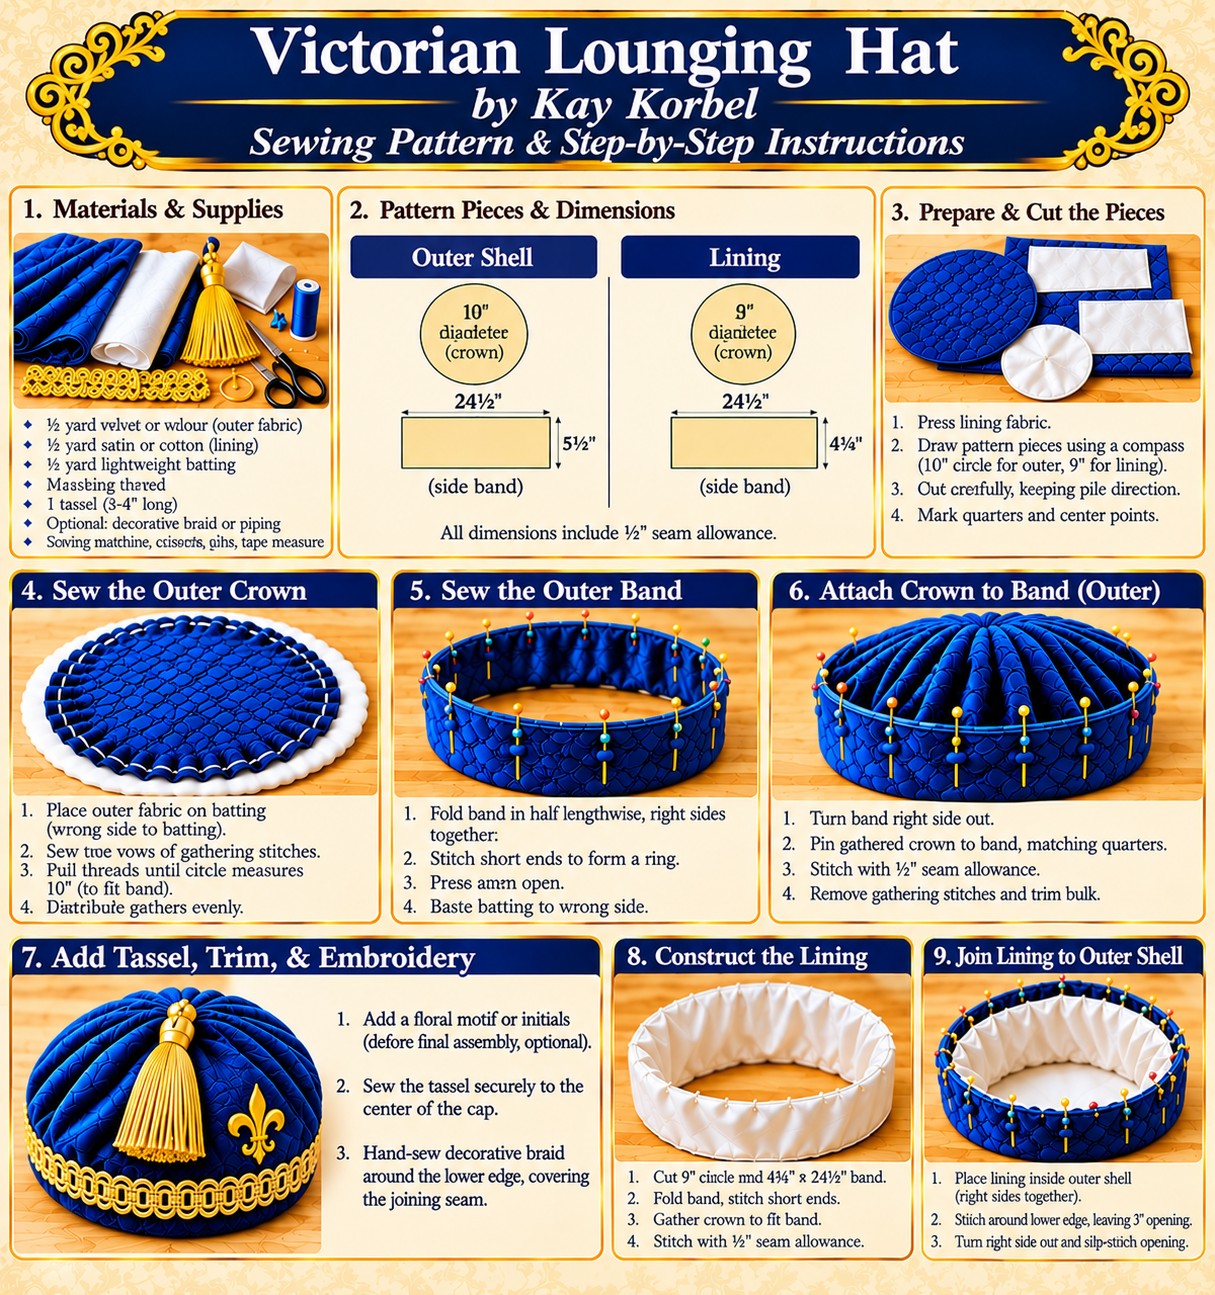 Victorian Lounging Hat
by Kay Korbel
Sewing Pattern & Step-by-Step Instructions
1. Materials & Supplies
½ yard velvet or wdour (outer fabric)
½ yard satin or cotton (lining)
½ yard lightweight batting
1 tassel (3-4" long)
Optional: decorative braid or piping
tape measure
2. Pattern Pieces & Dimensions
Outer Shell
10"
(crown)
24½"
5½"
(side band)
Lining
9"
(crown)
24½"
4¼"
(side band)
All dimensions include ½" seam allowance.
3. Prepare & Cut the Pieces
1. Press lining fabric.
2. Draw pattern pieces using a compass
(10" circle for outer, 9" for lining).
3. Out crefully, keeping pile direction.
4. Mark quarters and center points.
4. Sew the Outer Crown
1. Place outer fabric on batting
(wrong side to batting).
2. Sew tue vows of gathering stitches.
3. Pull threads until circle measures
10" (to fit band).
4. Distribute gathers evenly.
5. Sew the Outer Band
1. Fold band in half lengthwise, right sides
together:
2. Stitch short ends to form a ring.
3. Press open.
4. Baste batting to wrong side.
6. Attach Crown to Band (Outer)
1. Turn band right side out.
2. Pin gathered crown to band, matching quarters.
3. Stitch with ½" seam allowance.
4. Remove gathering stitches and trim bulk.
7. Add Tassel, Trim, & Embroidery
1. Add a floral motif or initials
(defore final assembly, optional).
2. Sew the tassel securely to the
center of the cap.
3. Hand-sew decorative braid
around the lower edge, covering
the joining seam.
8. Construct the Lining
1. Cut 9" circle md 4¾" x 24½" band.
2. Fold band, stitch short ends.
3. Gather crown to fit band.
4. Stitch with ½" seam allowance.
9. Join Lining to Outer Shell
1. Place lining inside outer shell
(right sides together).
2. Stitch around lower edge, leaving 3" opening.
3. Turn right side out and silp-stitch opening.